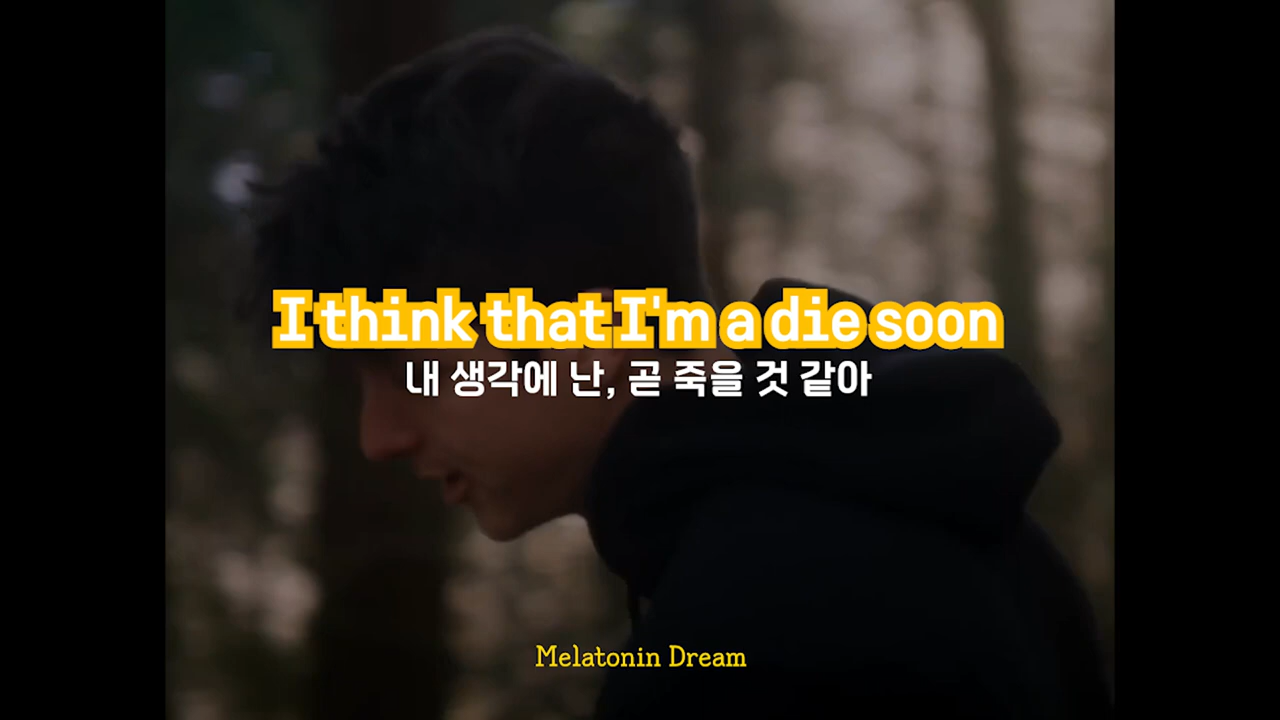 I think that I'm a die soon
내 생각에 난, 곧 죽을 것 같아
Melatonin Dream